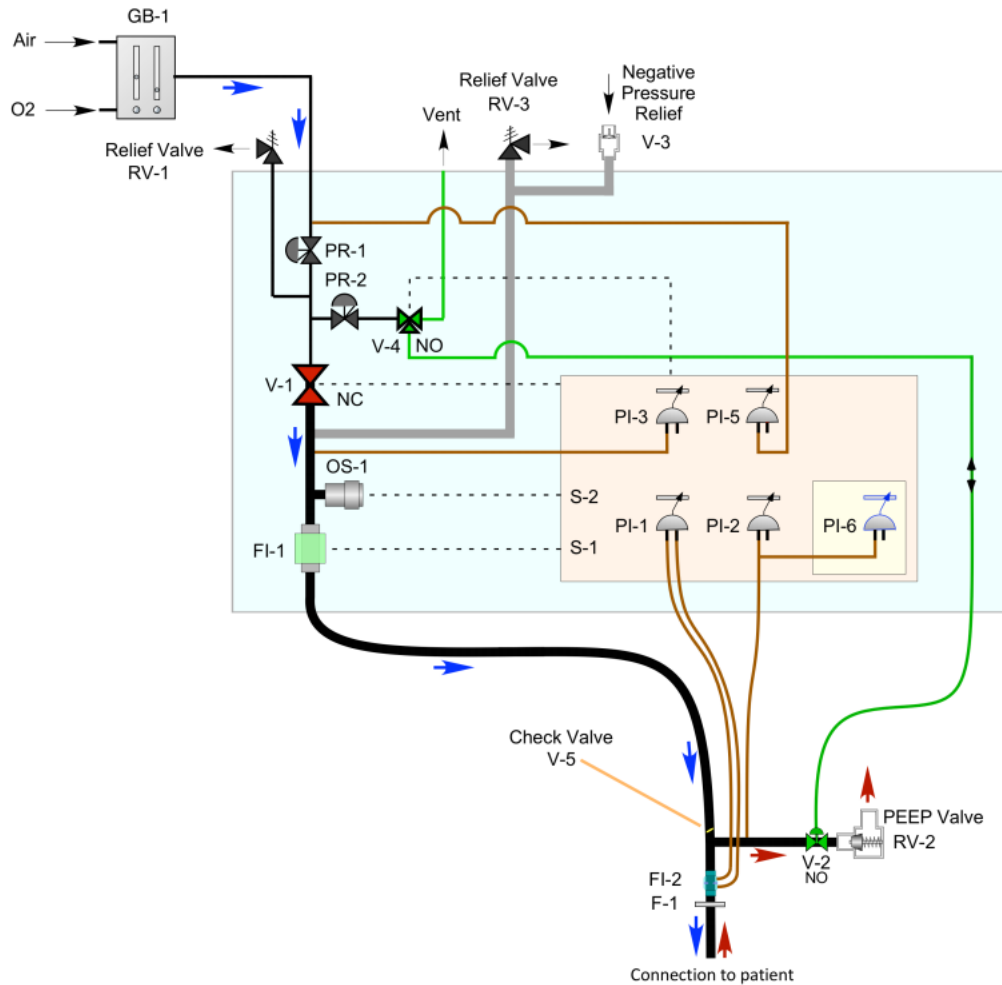 GB-1
Air
O2
Relief Valve
RV-1
Vent
Relief Valve
RV-3
Negative
Pressure
Relief
V-3
PR-1
PR-2
V-4
NO
V-1
NC
PI-3
PI-5
OS-1
S-2
PI-1
PI-2
PI-6
FI-1
S-1
Check Valve
V-5
PEEP Valve
RV-2
V-2
NO
FI-2
F-1
Connection to patient